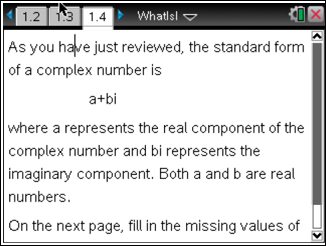 1.2 1.3 1.4 WhatIsI
As you have just reviewed, the standard form
of a complex number is
a+bi
where a represents the real component of the
complex number and bi represents the
imaginary component. Both a and b are real
numbers.
On the next page, fill in the missing values of